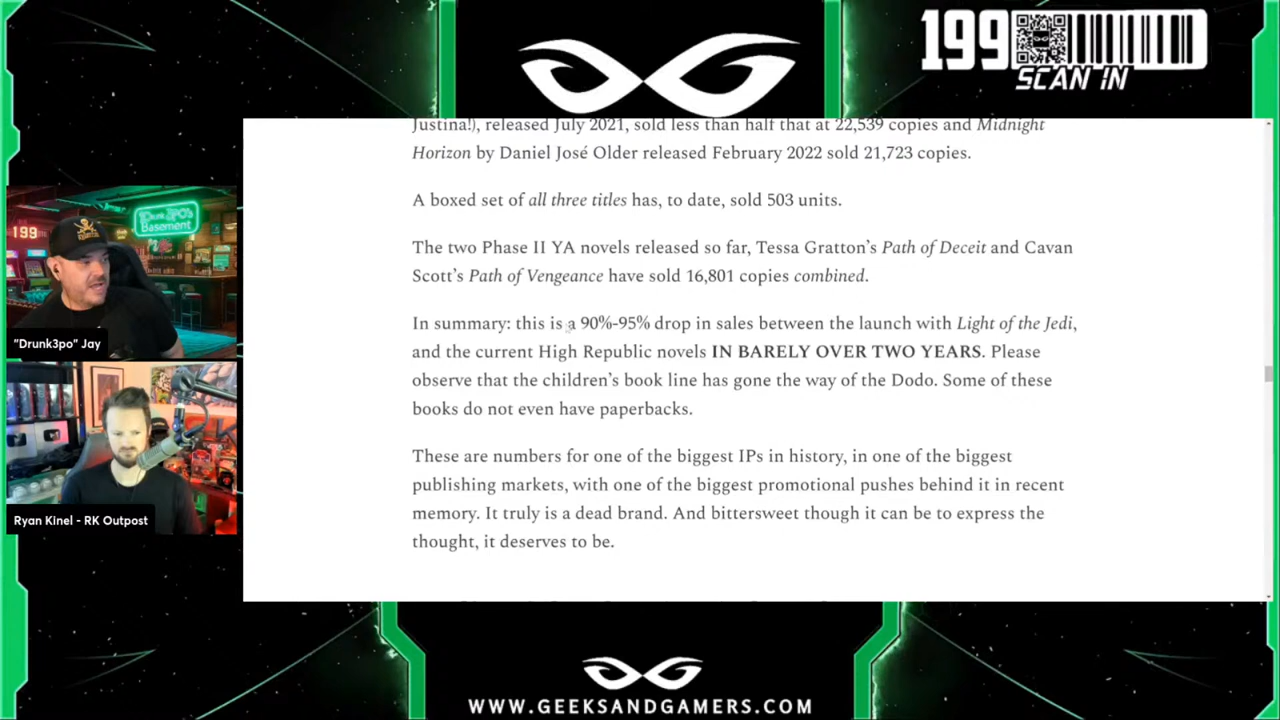 199
SCAN IN
Justina!), released July 2021, sold less than half that at 22,539 copies and Midnight
Horizon by Daniel José Older released February 2022 sold 21,723 copies.
A boxed set of all three titles has, to date, sold 503 units.
The two Phase II YA novels released so far, Tessa Gratton's Path of Deceit and Cavan
Scott's Path of Vengeance have sold 16,801 copies combined.
In summary: this is a 90%-95% drop in sales between the launch with Light of the Jedi,
and the current High Republic novels IN BARELY OVER TWO YEARS. Please
observe that the children's book line has gone the way of the Dodo. Some of these
books do not even have paperbacks.
These are numbers for one of the biggest IPs in history, in one of the biggest
publishing markets, with one of the biggest promotional pushes behind it in recent
memory. It truly is a dead brand. And bittersweet though it can be to express the
thought, it deserves to be.
199
Drunk3PO's
Basement
"Drunk3po" Jay
Ryan Kinel - RK Outpost
WWW.GEEKSANDGAMERS.COM